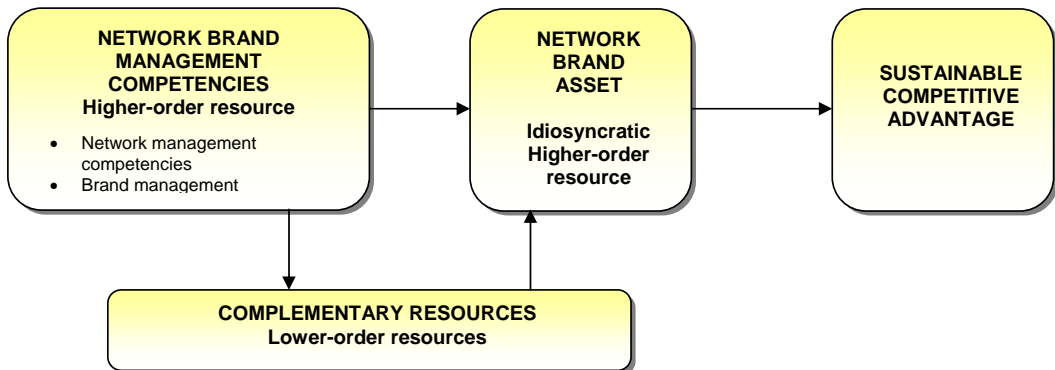 NETWORK BRAND
MANAGEMENT
COMPETENCIES
Higher-order resource
• Network management
competencies
• Brand management
NETWORK
BRAND
ASSET
Idiosyncratic
Higher-order
resource
SUSTAINABLE
COMPETITIVE
ADVANTAGE
COMPLEMENTARY RESOURCES
Lower-order resources